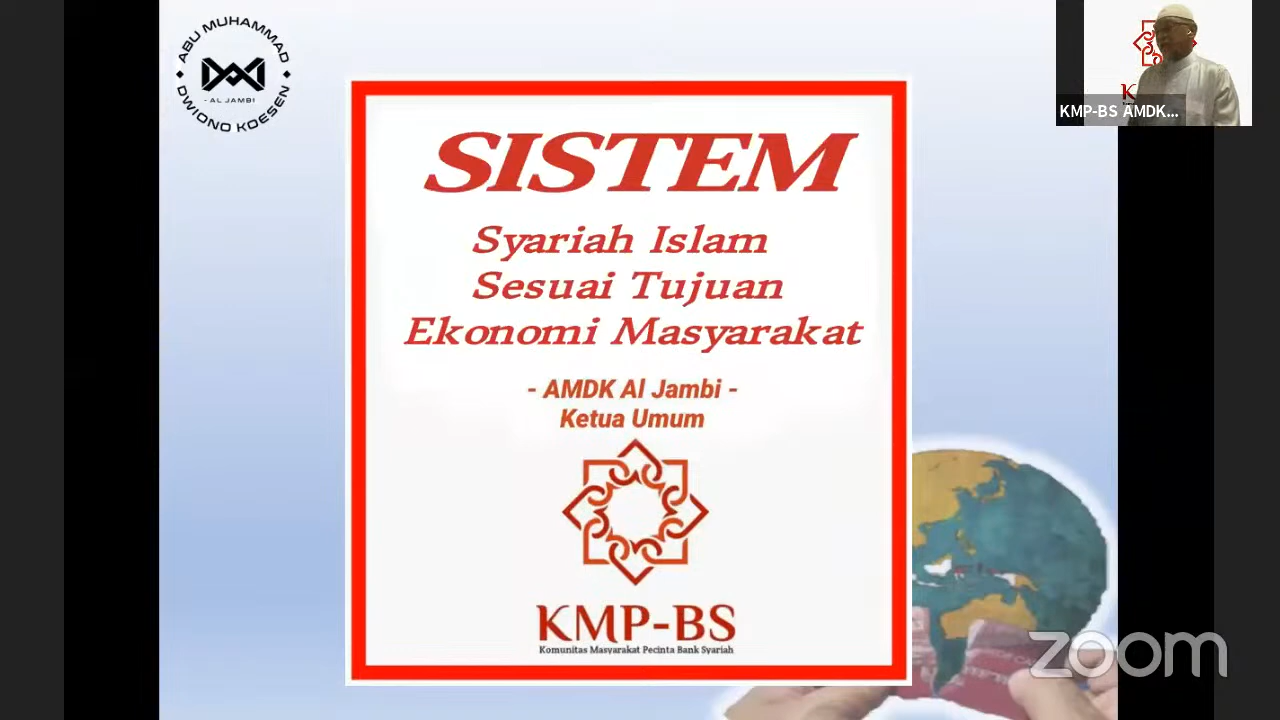 ABU MUHAMMAD
DWIONO KOESEN
- AL JAMBI -
KMP-BS AMDK...
SISTEM
Syariah Islam
Sesuai Tujuan
Ekonomi Masyarakat
- AMDK Al Jambi -
Ketua Umum
KMP-BS
Komunitas Masyarakat Pecinta Bank Syariah
zoom